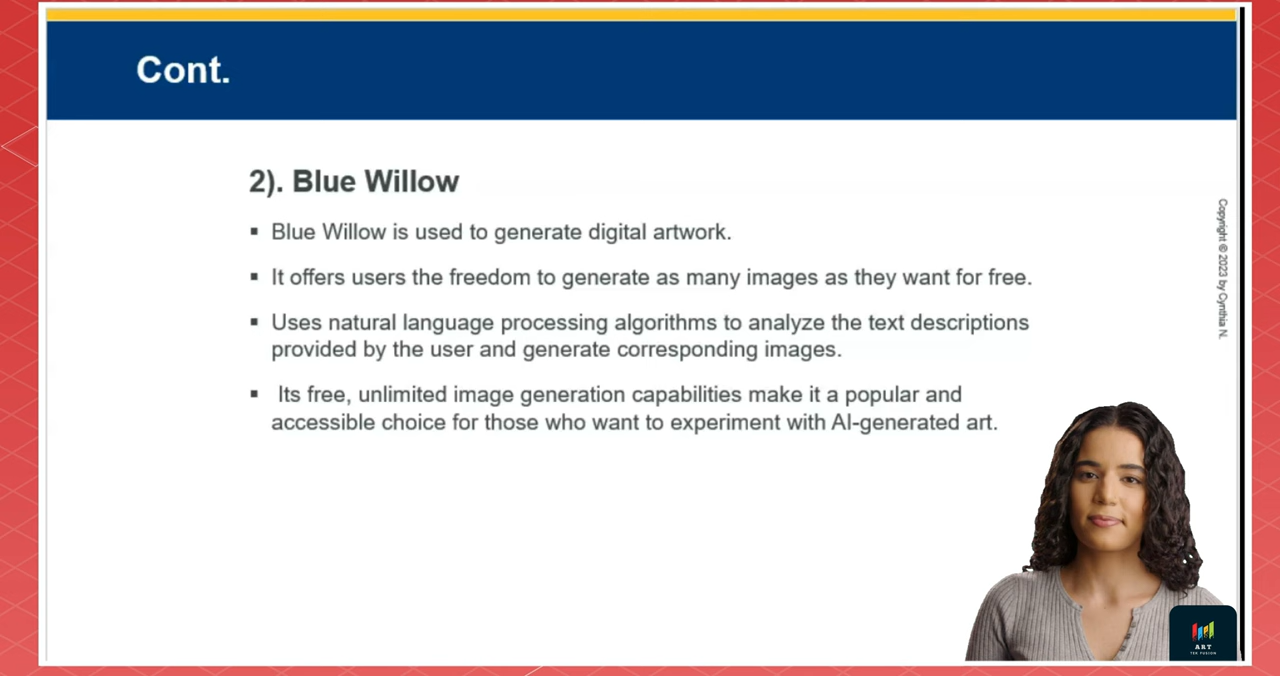 Cont.
2). Blue Willow
▪ Blue Willow is used to generate digital artwork.
▪ It offers users the freedom to generate as many images as they want for free.
▪ Uses natural language processing algorithms to analyze the text descriptions
provided by the user and generate corresponding images.
▪ Its free, unlimited image generation capabilities make it a popular and
accessible choice for those who want to experiment with AI-generated art.
Copyright © 2023 by Cynthia N.
ART
TEK FUSION